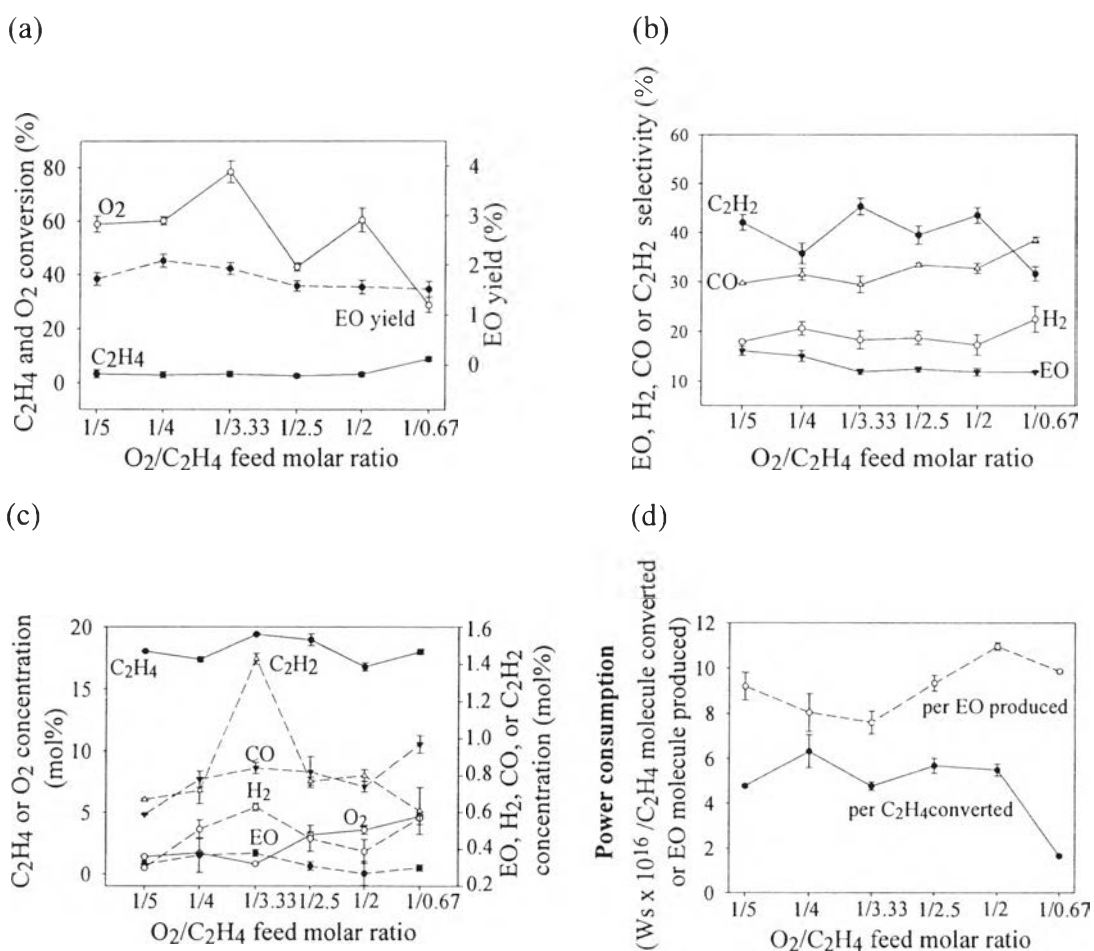 (a)
C2H4 and O2 conversion (%)
80
60
40
20
0
O2
EO yield
C2H4
4
3
2
1
0
EO yield (%)
1/5 1/4 1/3.33 1/2.5 1/2 1/0.67
O2/C2H4 feed molar ratio
(b)
EO, H2, CO or C2H2 selectivity (%)
60
50
40
30
20
10
C2H2
CO
H2
EO
1/5 1/4 1/3.33 1/2.5 1/2 1/0.67
O2/C2H4 feed molar ratio
(c)
C2H4 or O2 concentration
(mol%)
20
15
10
5
0
C2H4
C2H2
CO
H2
O2
EO
1.6
1.4
1.2
1.0
0.8
0.6
0.4
0.2
EO, H2, CO, or C2H2
concentration (mol%)
1/5 1/4 1/3.33 1/2.5 1/2 1/0.67
O2/C2H4 feed molar ratio
(d)
Power consumption
(Ws x 10^16 /C2H4 molecule converted
or EO molecule produced)
12
10
8
6
4
2
0
per EO produced
per C2H4converted
1/5 1/4 1/3.33 1/2.5 1/2 1/0.67
O2/C2H4 feed molar ratio